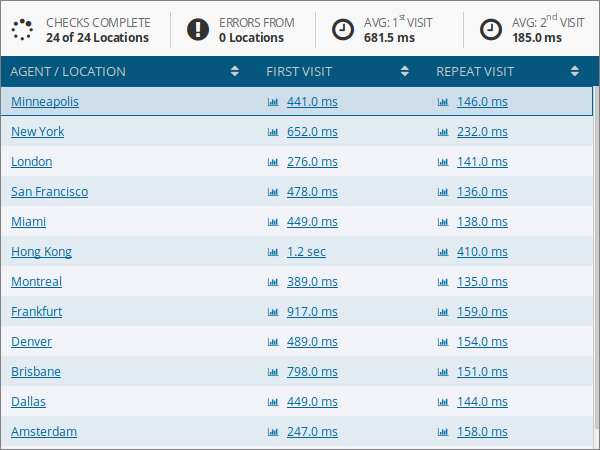 CHECKS COMPLETE
24 of 24 Locations
ERRORS FROM
0 Locations
AVG: 1st VISIT
681.5 ms
AVG: 2nd VISIT
185.0 ms
AGENT / LOCATION FIRST VISIT REPEAT VISIT
Minneapolis 441.0 ms 146.0 ms
New York 652.0 ms 232.0 ms
London 276.0 ms 141.0 ms
San Francisco 478.0 ms 136.0 ms
Miami 449.0 ms 138.0 ms
Hong Kong 1.2 sec 410.0 ms
Montreal 389.0 ms 135.0 ms
Frankfurt 917.0 ms 159.0 ms
Denver 489.0 ms 154.0 ms
Brisbane 798.0 ms 151.0 ms
Dallas 449.0 ms 144.0 ms
Amsterdam 247.0 ms 158.0 ms